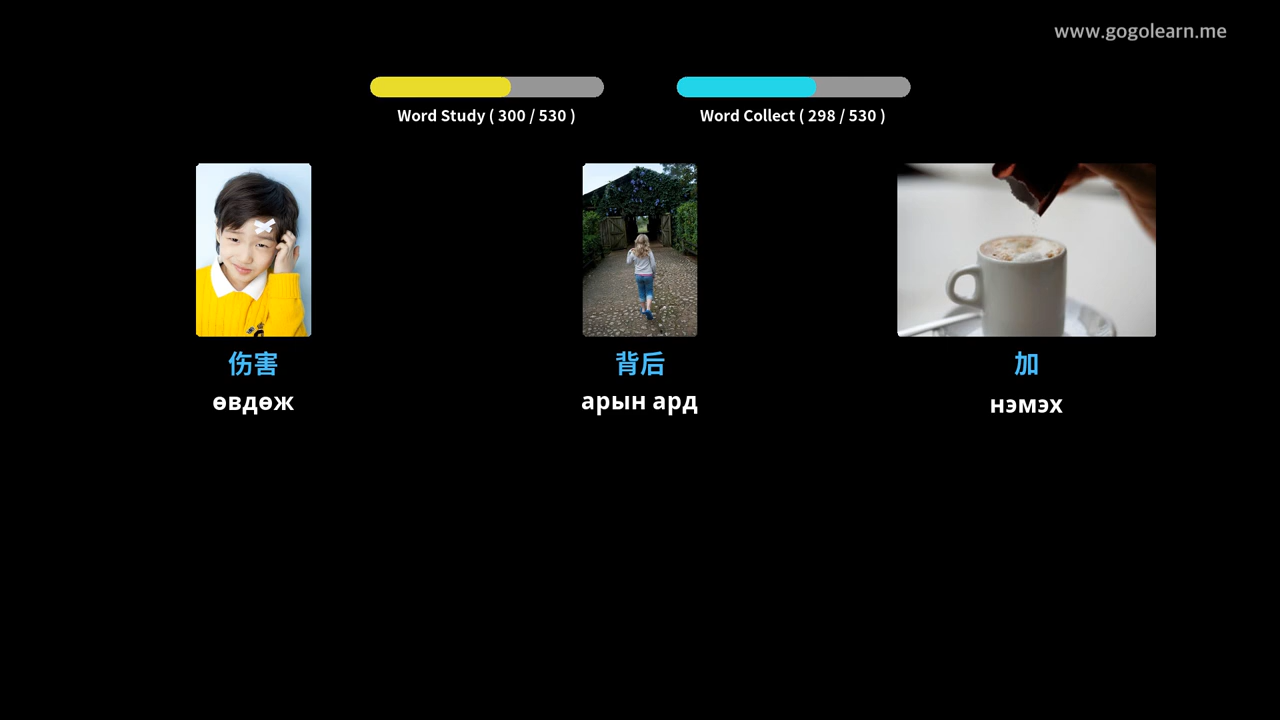 www.gogolearn.me
Word Study ( 300 / 530 )
Word Collect ( 298 / 530 )
伤害
背后
加
өвдөж
арын ард
нэмэх